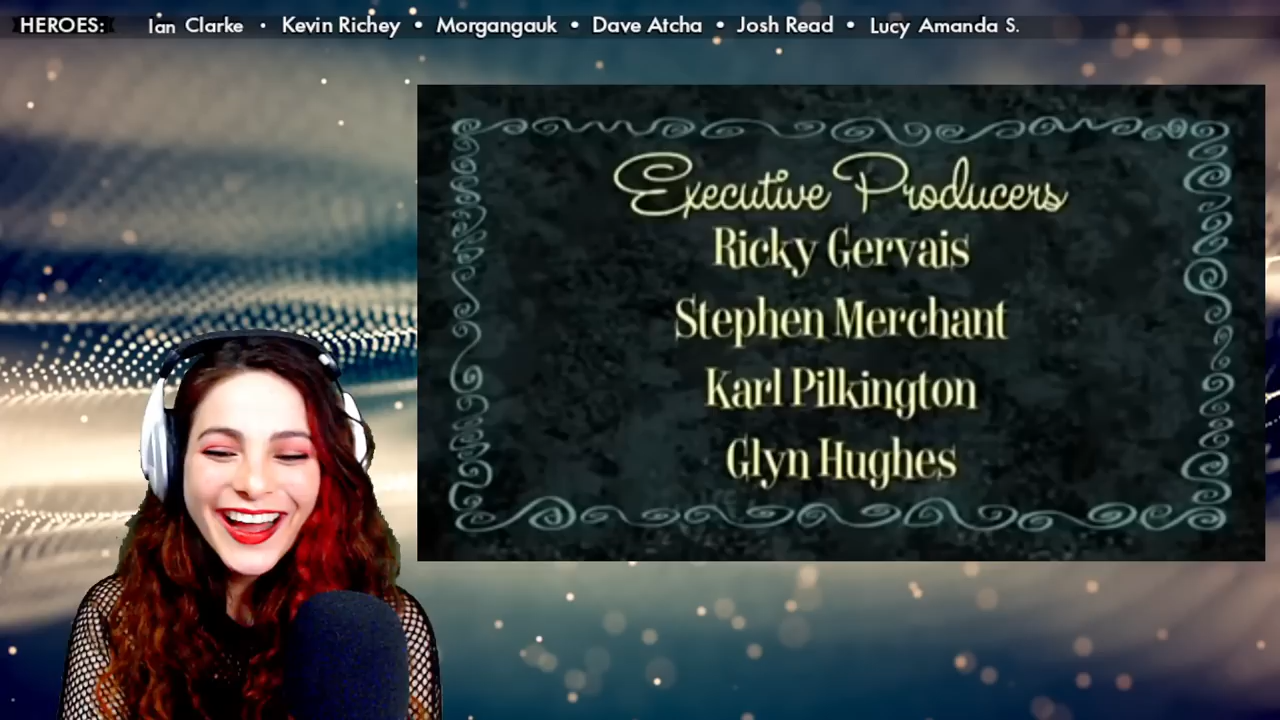 HEROES: Ian Clarke • Kevin Richey • Morgangauk • Dave Atcha • Josh Read • Lucy Amanda S.
Executive Producers
Ricky Gervais
Stephen Merchant
Karl Pilkington
Glyn Hughes